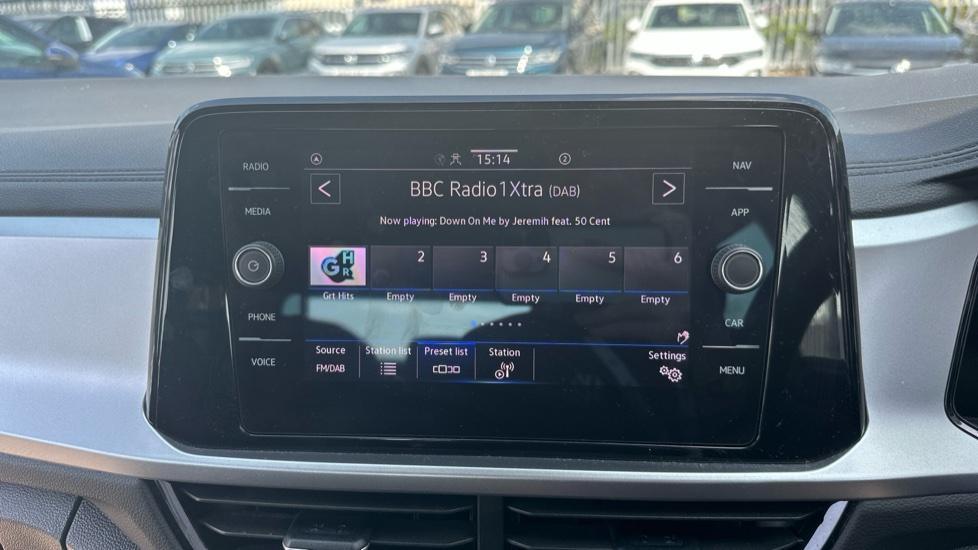 15:14
2
RADIO
NAV
BBC Radio 1Xtra (DAB)
MEDIA
APP
Now playing: Down On Me by Jeremih feat. 50 Cent
GHR
2
3
4
5
6
Grt Hits
Empty
Empty
Empty
Empty
Empty
PHONE
CAR
Source
Station list
Preset list
Station
Settings
VOICE
FM/DAB
MENU